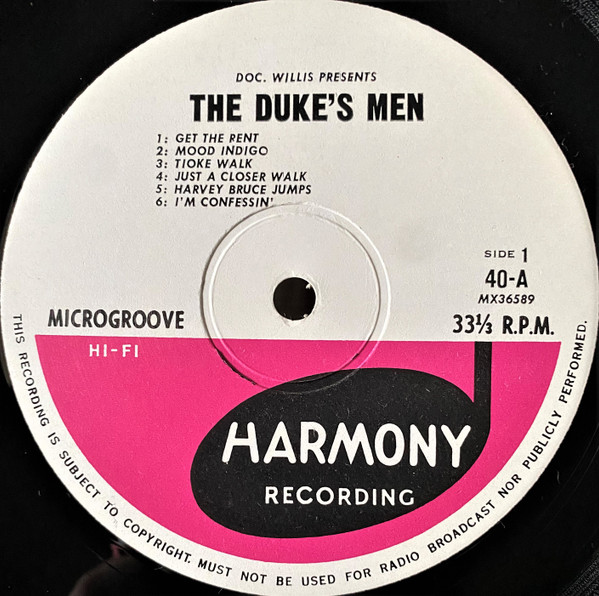 DOC. WILLIS PRESENTS
THE DUKE'S MEN
1: GET THE RENT
2: MOOD INDIGO
3: TIOKE WALK
4: JUST A CLOSER WALK
5: HARVEY BRUCE JUMPS
6: I'M CONFESSIN'
SIDE 1
40-A
MX36589
MICROGROOVE
33⅓ R.P.M.
HI-FI
HARMONY
RECORDING
THIS RECORDING IS SUBJECT TO COPYRIGHT. MUST NOT BE USED FOR RADIO BROADCAST NOR PUBLICLY PERFORMED.